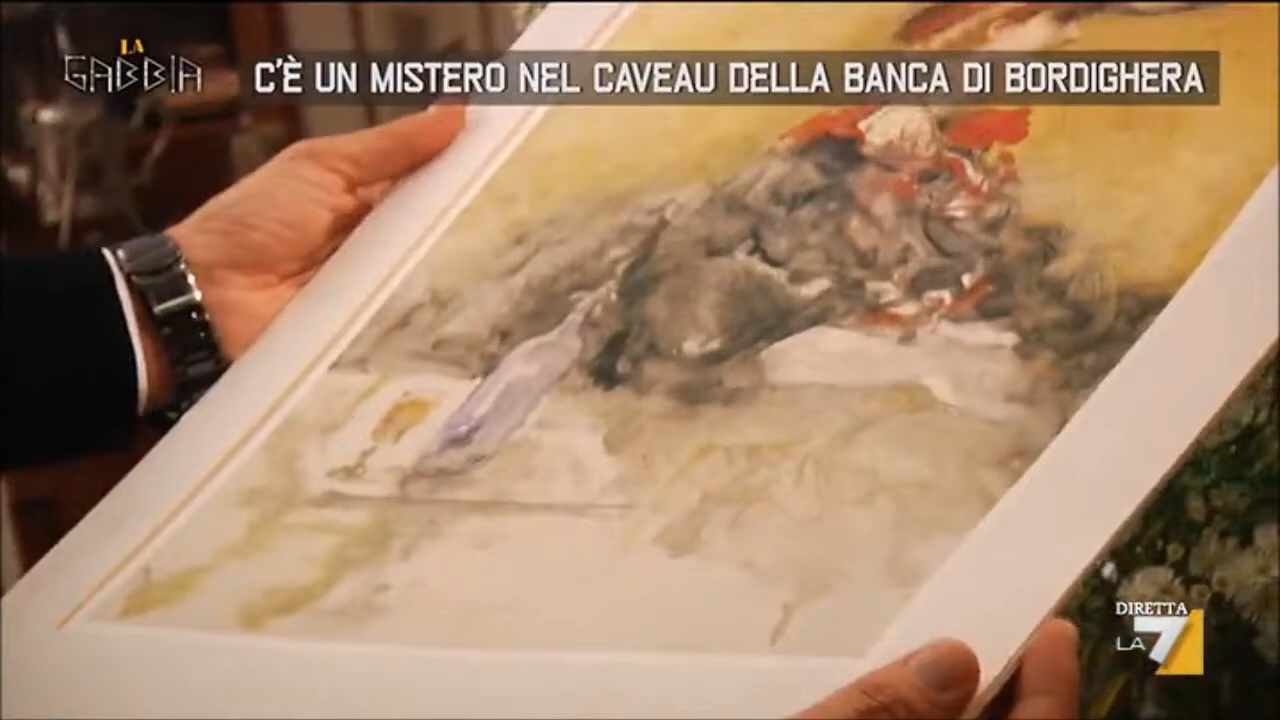 LA
GABBIA
C'È UN MISTERO NEL CAVEAU DELLA BANCA DI BORDIGHERA
DIRETTA
LA7